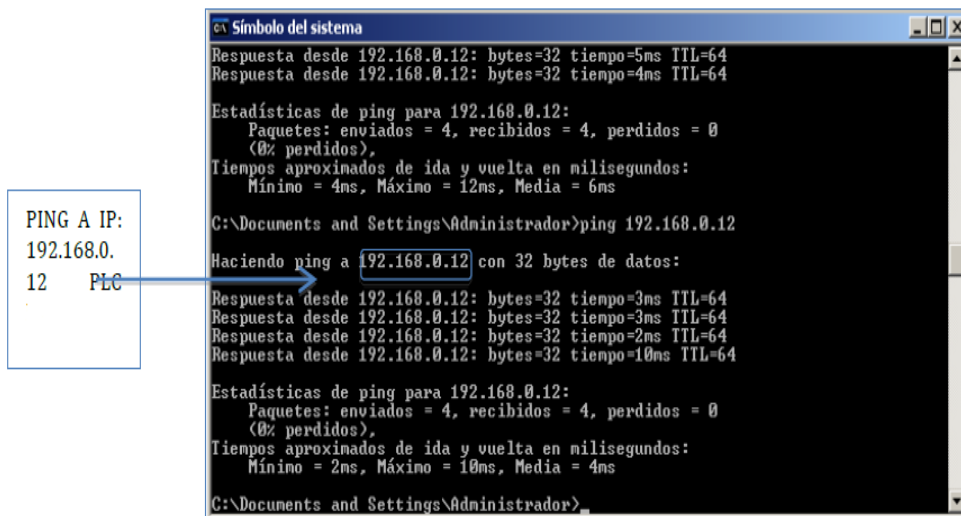 PING A IP:
192.168.0.
12 PLC
Símbolo del sistema
Respuesta desde 192.168.0.12: bytes=32 tiempo=5ms TTL=64
Respuesta desde 192.168.0.12: bytes=32 tiempo=4ms TTL=64
Estadísticas de ping para 192.168.0.12:
Paquetes: enviados = 4, recibidos = 4, perdidos = 0
(0% perdidos),
Tiempos aproximados de ida y vuelta en milisegundos:
Mínimo = 4ms, Máximo = 12ms, Media = 6ms
C:\Documents and Settings\Administrador>ping 192.168.0.12
Haciendo ping a 192.168.0.12 con 32 bytes de datos:
Respuesta desde 192.168.0.12: bytes=32 tiempo=3ms TTL=64
Respuesta desde 192.168.0.12: bytes=32 tiempo=3ms TTL=64
Respuesta desde 192.168.0.12: bytes=32 tiempo=2ms TTL=64
Respuesta desde 192.168.0.12: bytes=32 tiempo=10ms TTL=64
Estadísticas de ping para 192.168.0.12:
Paquetes: enviados = 4, recibidos = 4, perdidos = 0
(0% perdidos),
Tiempos aproximados de ida y vuelta en milisegundos:
Mínimo = 2ms, Máximo = 10ms, Media = 4ms
C:\Documents and Settings\Administrador>_